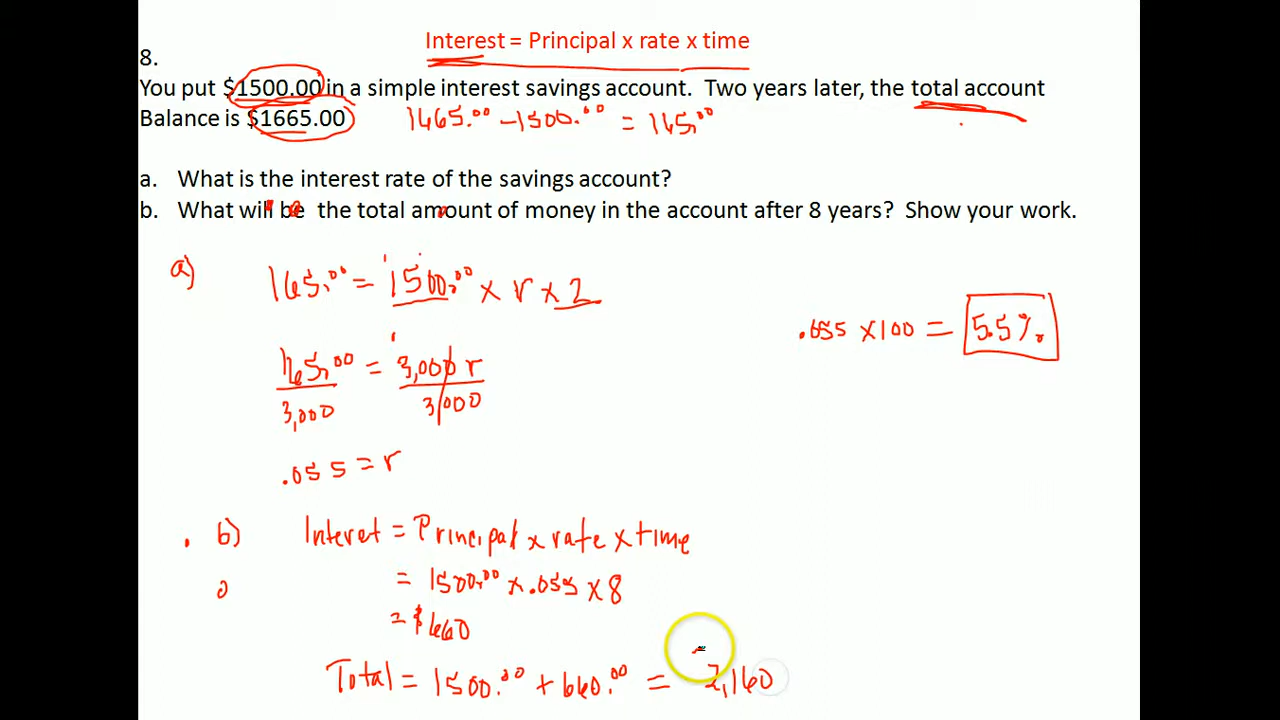 Interest = Principal x rate x time
8.
You put $1500.00 in a simple interest savings account. Two years later, the total account
Balance is $1665.00 1665.00 - 1500.00 = 165.00
a. What is the interest rate of the savings account?
b. What will be the total amount of money in the account after 8 years? Show your work.
a) 165.00 = 1500.00 x r x 2
165.00 = 3,000 r
3,000 3,000
.055 = r
.055 x 100 = 5.5%
b) Interet = Principal x rate x time
= 1500.00 x .055 x 8
= $660
Total = 1500.00 + 660.00 = 2,160